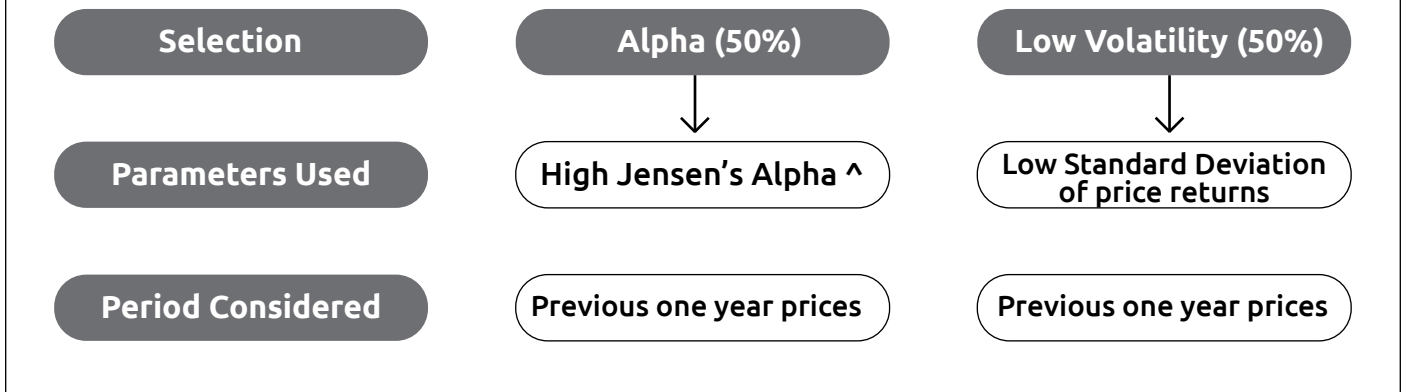 Selection
Alpha (50%)
Low Volatility (50%)
Parameters Used
High Jensen’s Alpha ^
Low Standard Deviation
of price returns
Period Considered
Previous one year prices
Previous one year prices